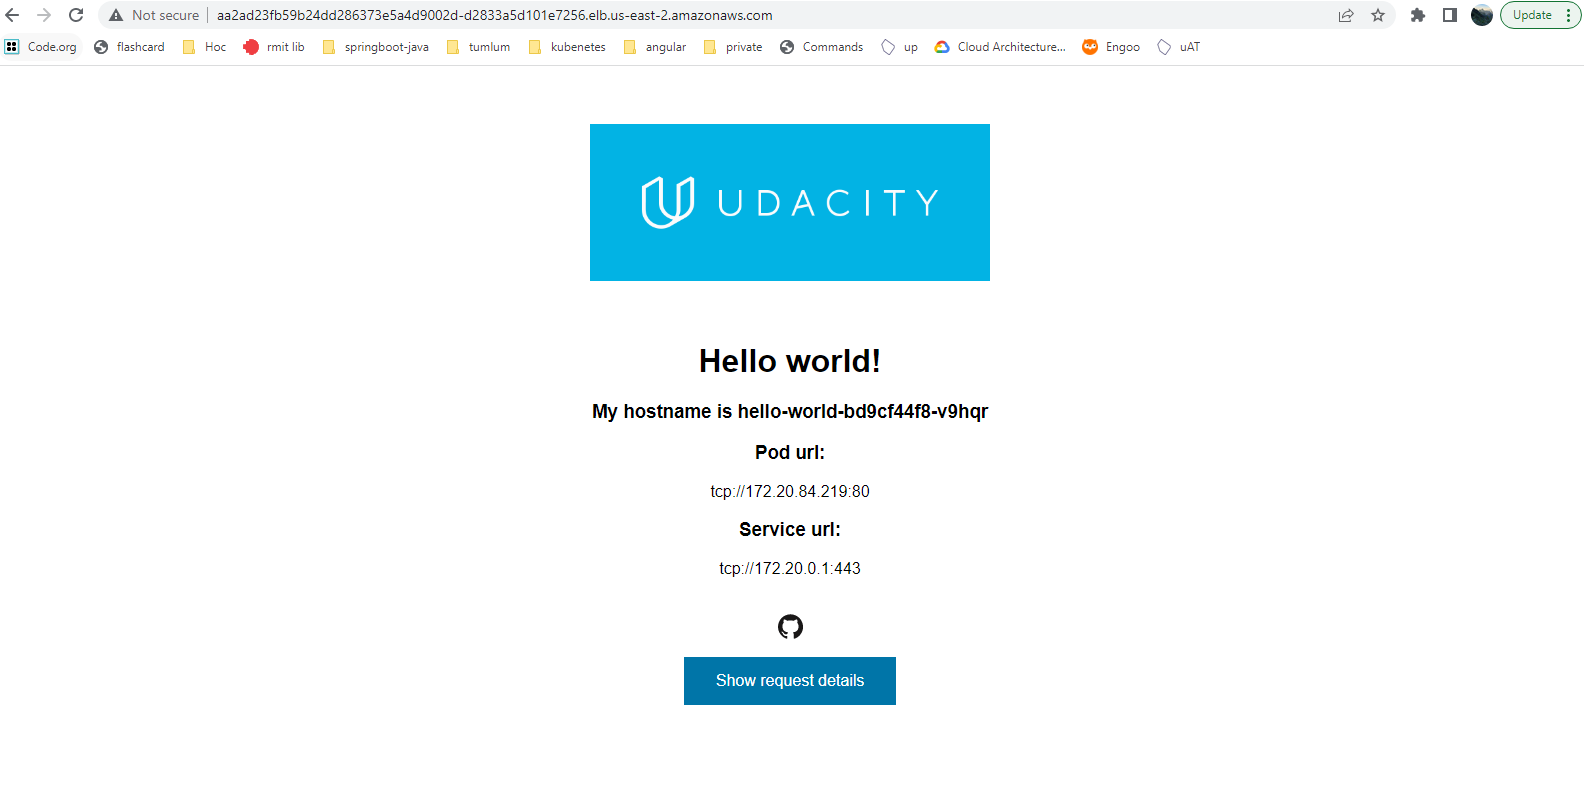 Not secure | aa2ad23fb59b24dd286373e5a4d9002d-d2833a5d101e7256.elb.us-east-2.amazonaws.com Update
Code.org flashcard Hoc rmit lib springboot-java tumlum kubenetes angular private Commands up Cloud Architecture... Engoo uAT
UDACITY
Hello world!
My hostname is hello-world-bd9cf44f8-v9hqr
Pod url:
tcp://172.20.84.219:80
Service url:
tcp://172.20.0.1:443
Show request details